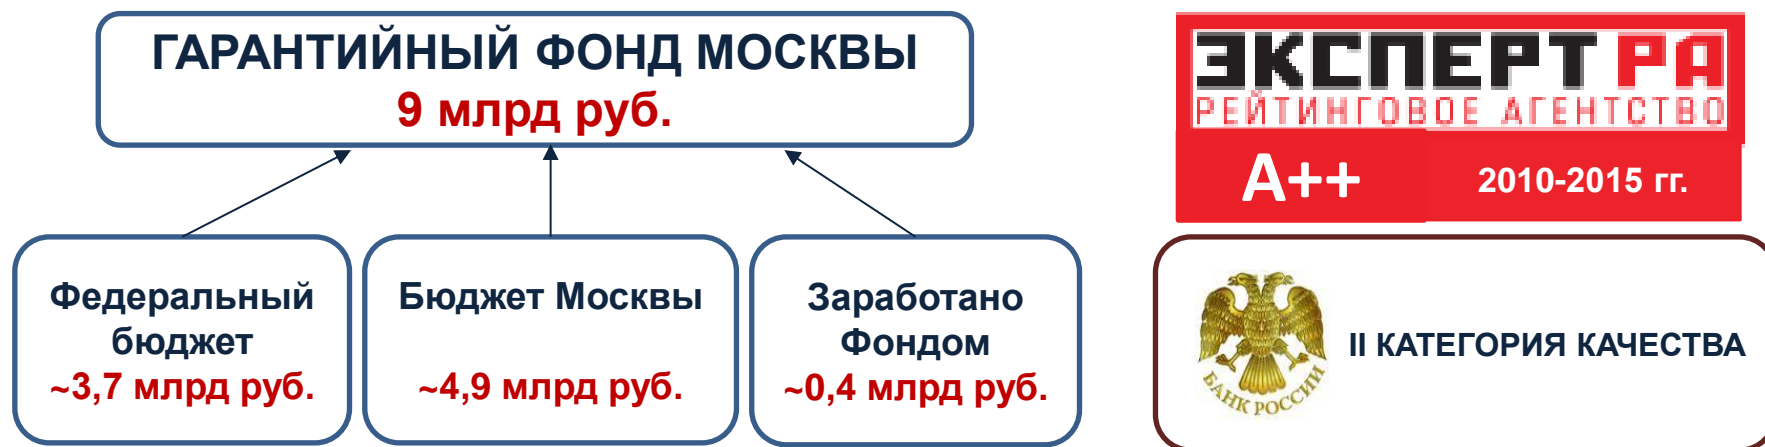 ГАРАНТИЙНЫЙ ФОНД МОСКВЫ
9 млрд руб.
Федеральный
бюджет
~3,7 млрд руб.
Бюджет Москвы
~4,9 млрд руб.
Заработано
Фондом
~0,4 млрд руб.
ЭКСПЕРТ РА
РЕЙТИНГОВОЕ АГЕНТСТВО
А++
2010-2015 гг.
БАНК РОССИИ
II КАТЕГОРИЯ КАЧЕСТВА